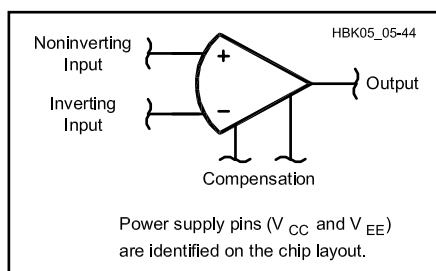 HBK05_05-44
Noninverting
Input
+
Output
Inverting
Input
−
Compensation
Power supply pins (V CC and V EE)
are identified on the chip layout.